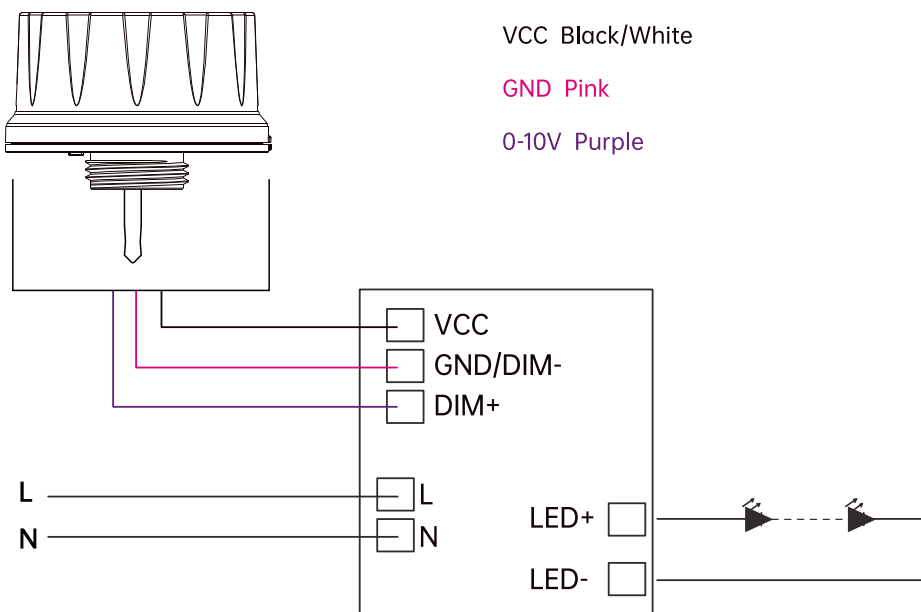 VCC Black/White
GND Pink
0-10V Purple
VCC
GND/DIM-
DIM+
L
L
N
N
LED+
LED-